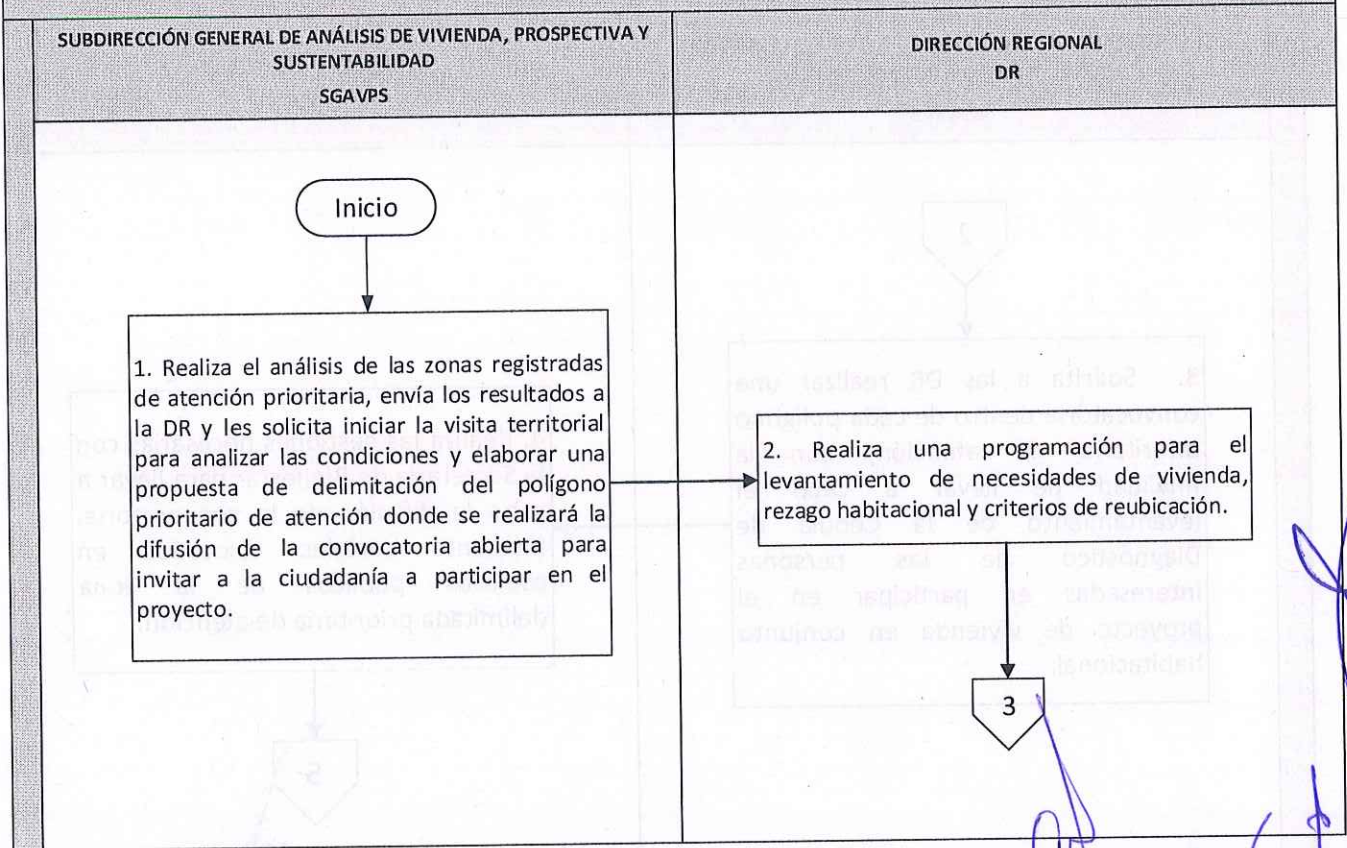 SUBDIRECCIÓN GENERAL DE ANÁLISIS DE VIVIENDA, PROSPECTIVA Y
SUSTENTABILIDAD
SGAVPS
DIRECCIÓN REGIONAL
DR
Inicio
1. Realiza el análisis de las zonas registradas
de atención prioritaria, envía los resultados a
la DR y les solicita iniciar la visita territorial
para analizar las condiciones y elaborar una
propuesta de delimitación del polígono
prioritario de atención donde se realizará la
difusión de la convocatoria abierta para
invitar a la ciudadanía a participar en el
proyecto.
2. Realiza una programación para el
levantamiento de necesidades de vivienda,
rezago habitacional y criterios de reubicación.
3